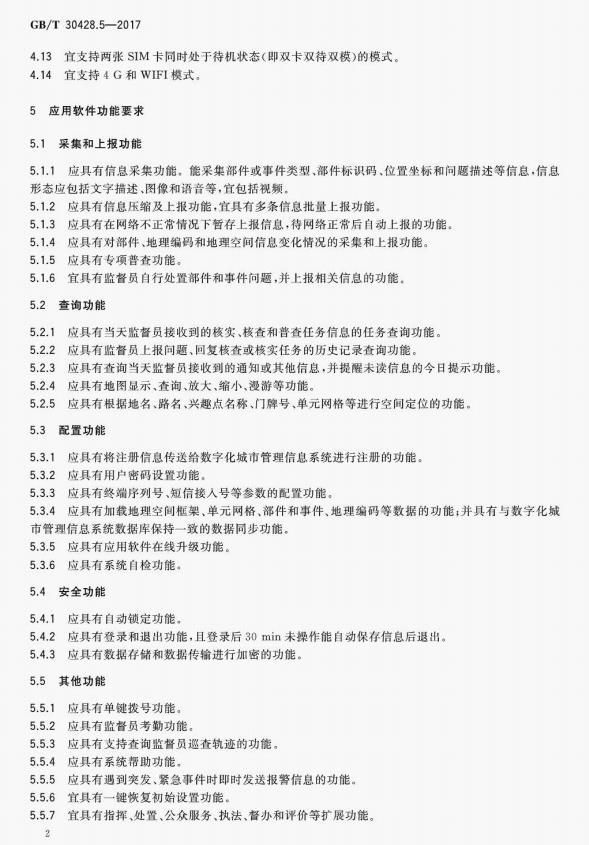 GB/T 30428.5—2017
4.13 宜支持两张 SIM 卡同时处于待机状态(即双卡双待双模)的模式。
4.14 宜支持 4 G 和 WIFI 模式。
5 应用软件功能要求
5.1 采集和上报功能
5.1.1 应具有信息采集功能。能采集部件或事件类型、部件标识码、位置坐标和问题描述等信息,信息
形态应包括文字描述、图像和语音等,宜包括视频。
5.1.2 应具有信息压缩及上报功能,宜具有多条信息批量上报功能。
5.1.3 应具有在网络不正常情况下暂存上报信息,待网络正常后自动上报的功能。
5.1.4 应具有对部件、地理编码和地理空间信息变化情况的采集和上报功能。
5.1.5 应具有专项普查功能。
5.1.6 宜具有监督员自行处置部件和事件问题,并上报相关信息的功能。
5.2 查询功能
5.2.1 应具有当天监督员接收到的核实、核查和普查任务信息的任务查询功能。
5.2.2 应具有监督员上报问题、回复核查或核实任务的历史记录查询功能。
5.2.3 应具有查询当天监督员接收到的通知或其他信息,并提醒未读信息的今日提示功能。
5.2.4 应具有地图显示、查询、放大、缩小、漫游等功能。
5.2.5 应具有根据地名、路名、兴趣点名称、门牌号、单元网格等进行空间定位的功能。
5.3 配置功能
5.3.1 应具有将注册信息传送给数字化城市管理信息系统进行注册的功能。
5.3.2 应具有用户密码设置功能。
5.3.3 应具有终端序列号、短信接入号等参数的配置功能。
5.3.4 应具有加载地理空间框架、单元网格、部件和事件、地理编码等数据的功能;并具有与数字化城
市管理信息系统数据库保持一致的数据同步功能。
5.3.5 应具有应用软件在线升级功能。
5.3.6 应具有系统自检功能。
5.4 安全功能
5.4.1 应具有自动锁定功能。
5.4.2 应具有登录和退出功能,且登录后 30 min 未操作能自动保存信息后退出。
5.4.3 应具有数据存储和数据传输进行加密的功能。
5.5 其他功能
5.5.1 应具有单键拨号功能。
5.5.2 应具有监督员考勤功能。
5.5.3 应具有支持查询监督员巡查轨迹的功能。
5.5.4 应具有系统帮助功能。
5.5.5 应具有遇到突发、紧急事件时即时发送报警信息的功能。
5.5.6 宜具有一键恢复初始设置功能。
5.5.7 宜具有指挥、处置、公众服务、执法、督办和评价等扩展功能。
2